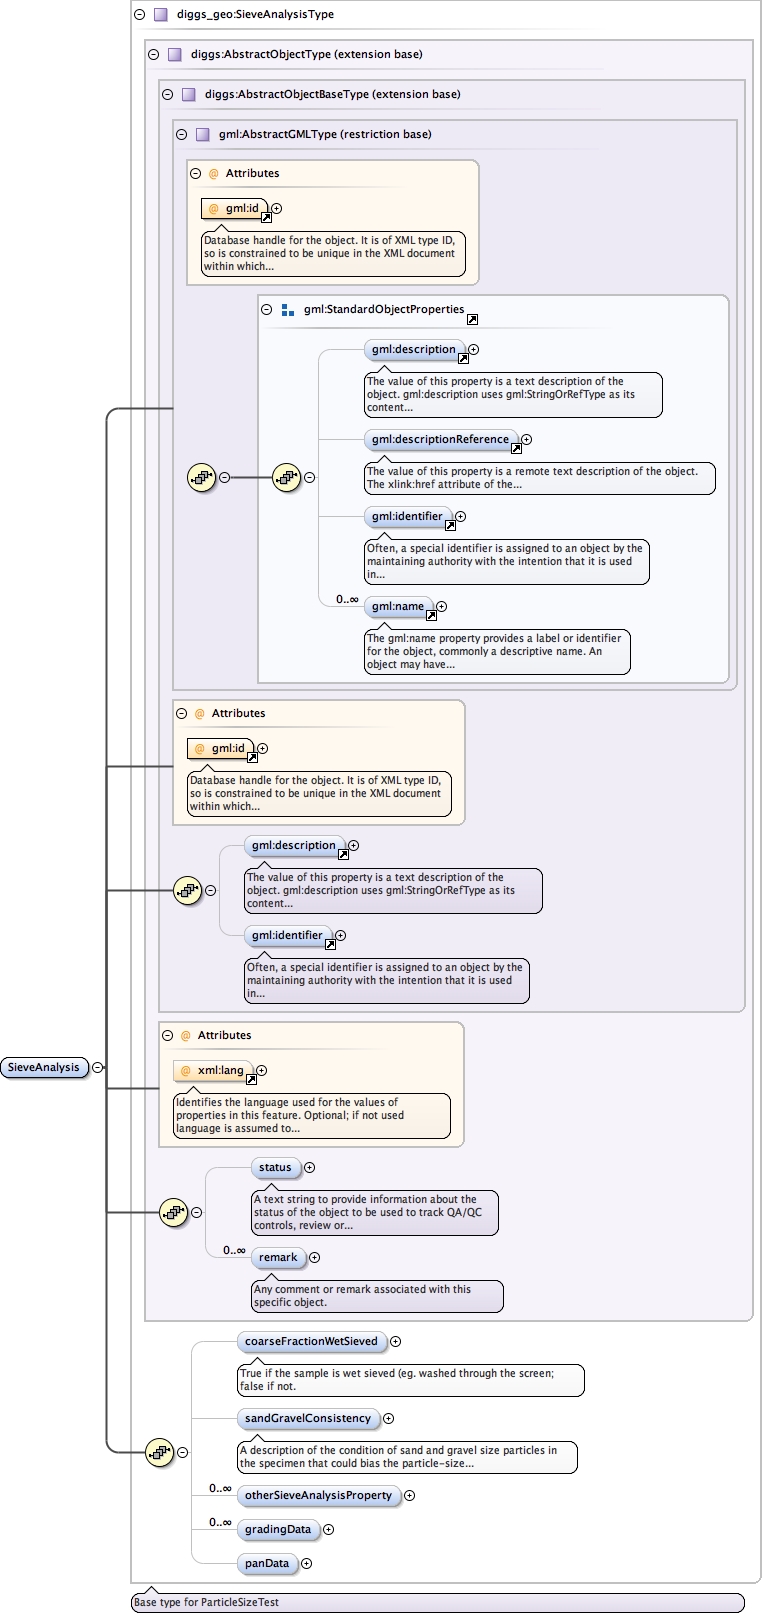 diggs_geo:SieveAnalysisType
diggs:AbstractObjectType (extension base)
diggs:AbstractObjectBaseType (extension base)
gml:AbstractGMLType (restriction base)
@ Attributes
@ gml:id
Database handle for the object. It is of XML type ID,
so is constrained to be unique in the XML document
within which...
gml:StandardObjectProperties
gml:description
The value of this property is a text description of the
object. gml:description uses gml:StringOrRefType as its
content...
gml:descriptionReference
The value of this property is a remote text description of the object.
The xlink:href attribute of the...
gml:identifier
Often, a special identifier is assigned to an object by the
maintaining authority with the intention that it is used
in...
0..∞
gml:name
The gml:name property provides a label or identifier
for the object, commonly a descriptive name. An
object may have...
@ Attributes
@ gml:id
Database handle for the object. It is of XML type ID,
so is constrained to be unique in the XML document
within which...
gml:description
The value of this property is a text description of the
object. gml:description uses gml:StringOrRefType as its
content...
gml:identifier
Often, a special identifier is assigned to an object by the
maintaining authority with the intention that it is used
in...
@ Attributes
SieveAnalysis
@ xml:lang
Identifies the language used for the values of
properties in this feature. Optional; if not used
language is assumed to...
status
A text string to provide information about the
status of the object to be used to track QA/QC
controls, review or...
0..∞
remark
Any comment or remark associated with this
specific object.
coarseFractionWetSieved
True if the sample is wet sieved (eg. washed through the screen;
false if not.
sandGravelConsistency
A description of the condition of sand and gravel size particles in
the specimen that could bias the particle-size...
0..∞
otherSieveAnalysisProperty
0..∞
gradingData
panData
Base type for ParticleSizeTest